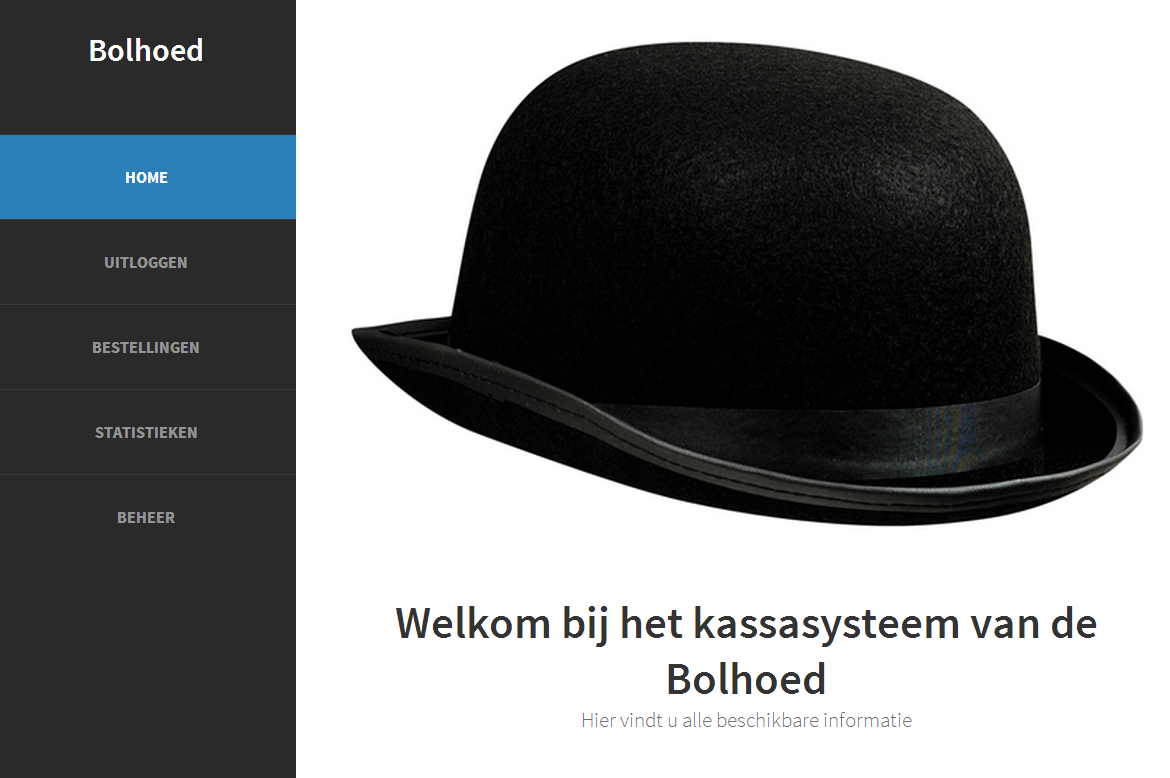 Bolhoed
HOME
UITLOGGEN
BESTELLINGEN
STATISTIEKEN
BEHEER
Welkom bij het kassasysteem van de
Bolhoed
Hier vindt u alle beschikbare informatie